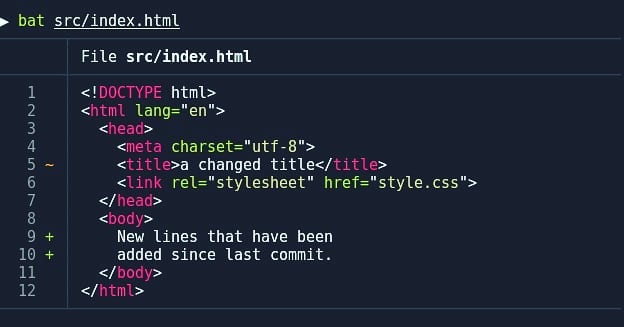 ▶ bat src/index.html
File src/index.html
1 <!DOCTYPE html>
2 <html lang="en">
3 <head>
4 <meta charset="utf-8">
5 ~ <title>a changed title</title>
6 <link rel="stylesheet" href="style.css">
7 </head>
8 <body>
9 + New lines that have been
10 + added since last commit.
11 </body>
12 </html>